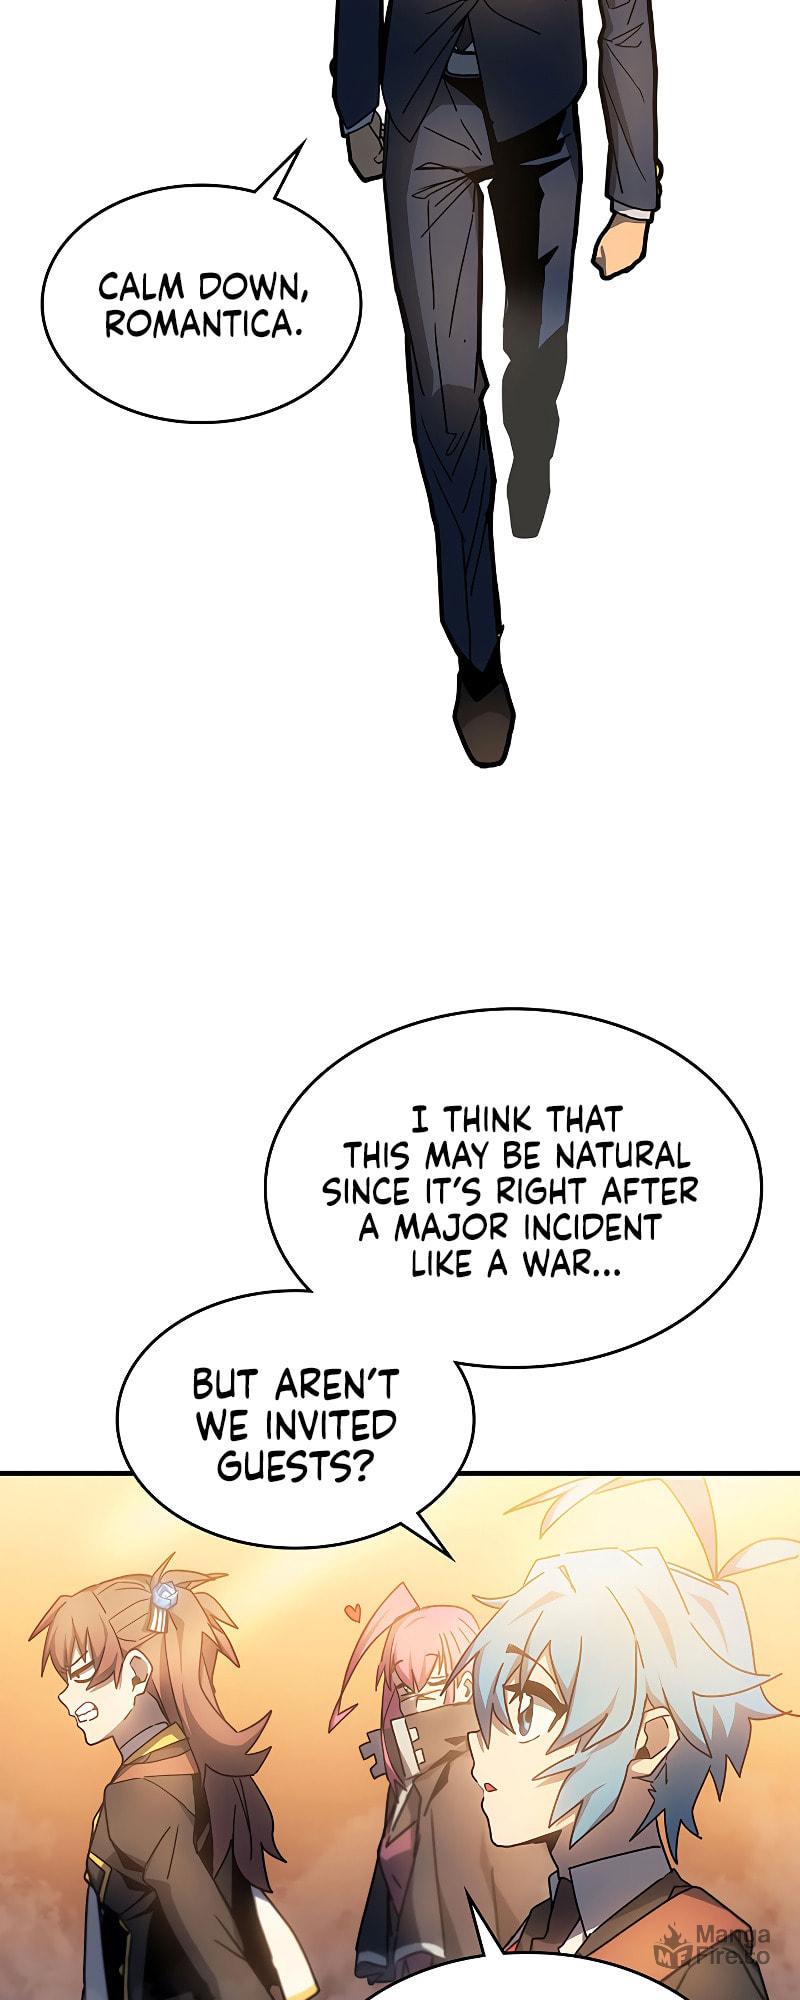 CALM DOWN,
ROMANTICA.
I THINK THAT
THIS MAY BE NATURAL
SINCE IT'S RIGHT AFTER
A MAJOR INCIDENT
LIKE A WAR...
BUT AREN'T
WE INVITED
GUESTS?
Manga
Fire.to